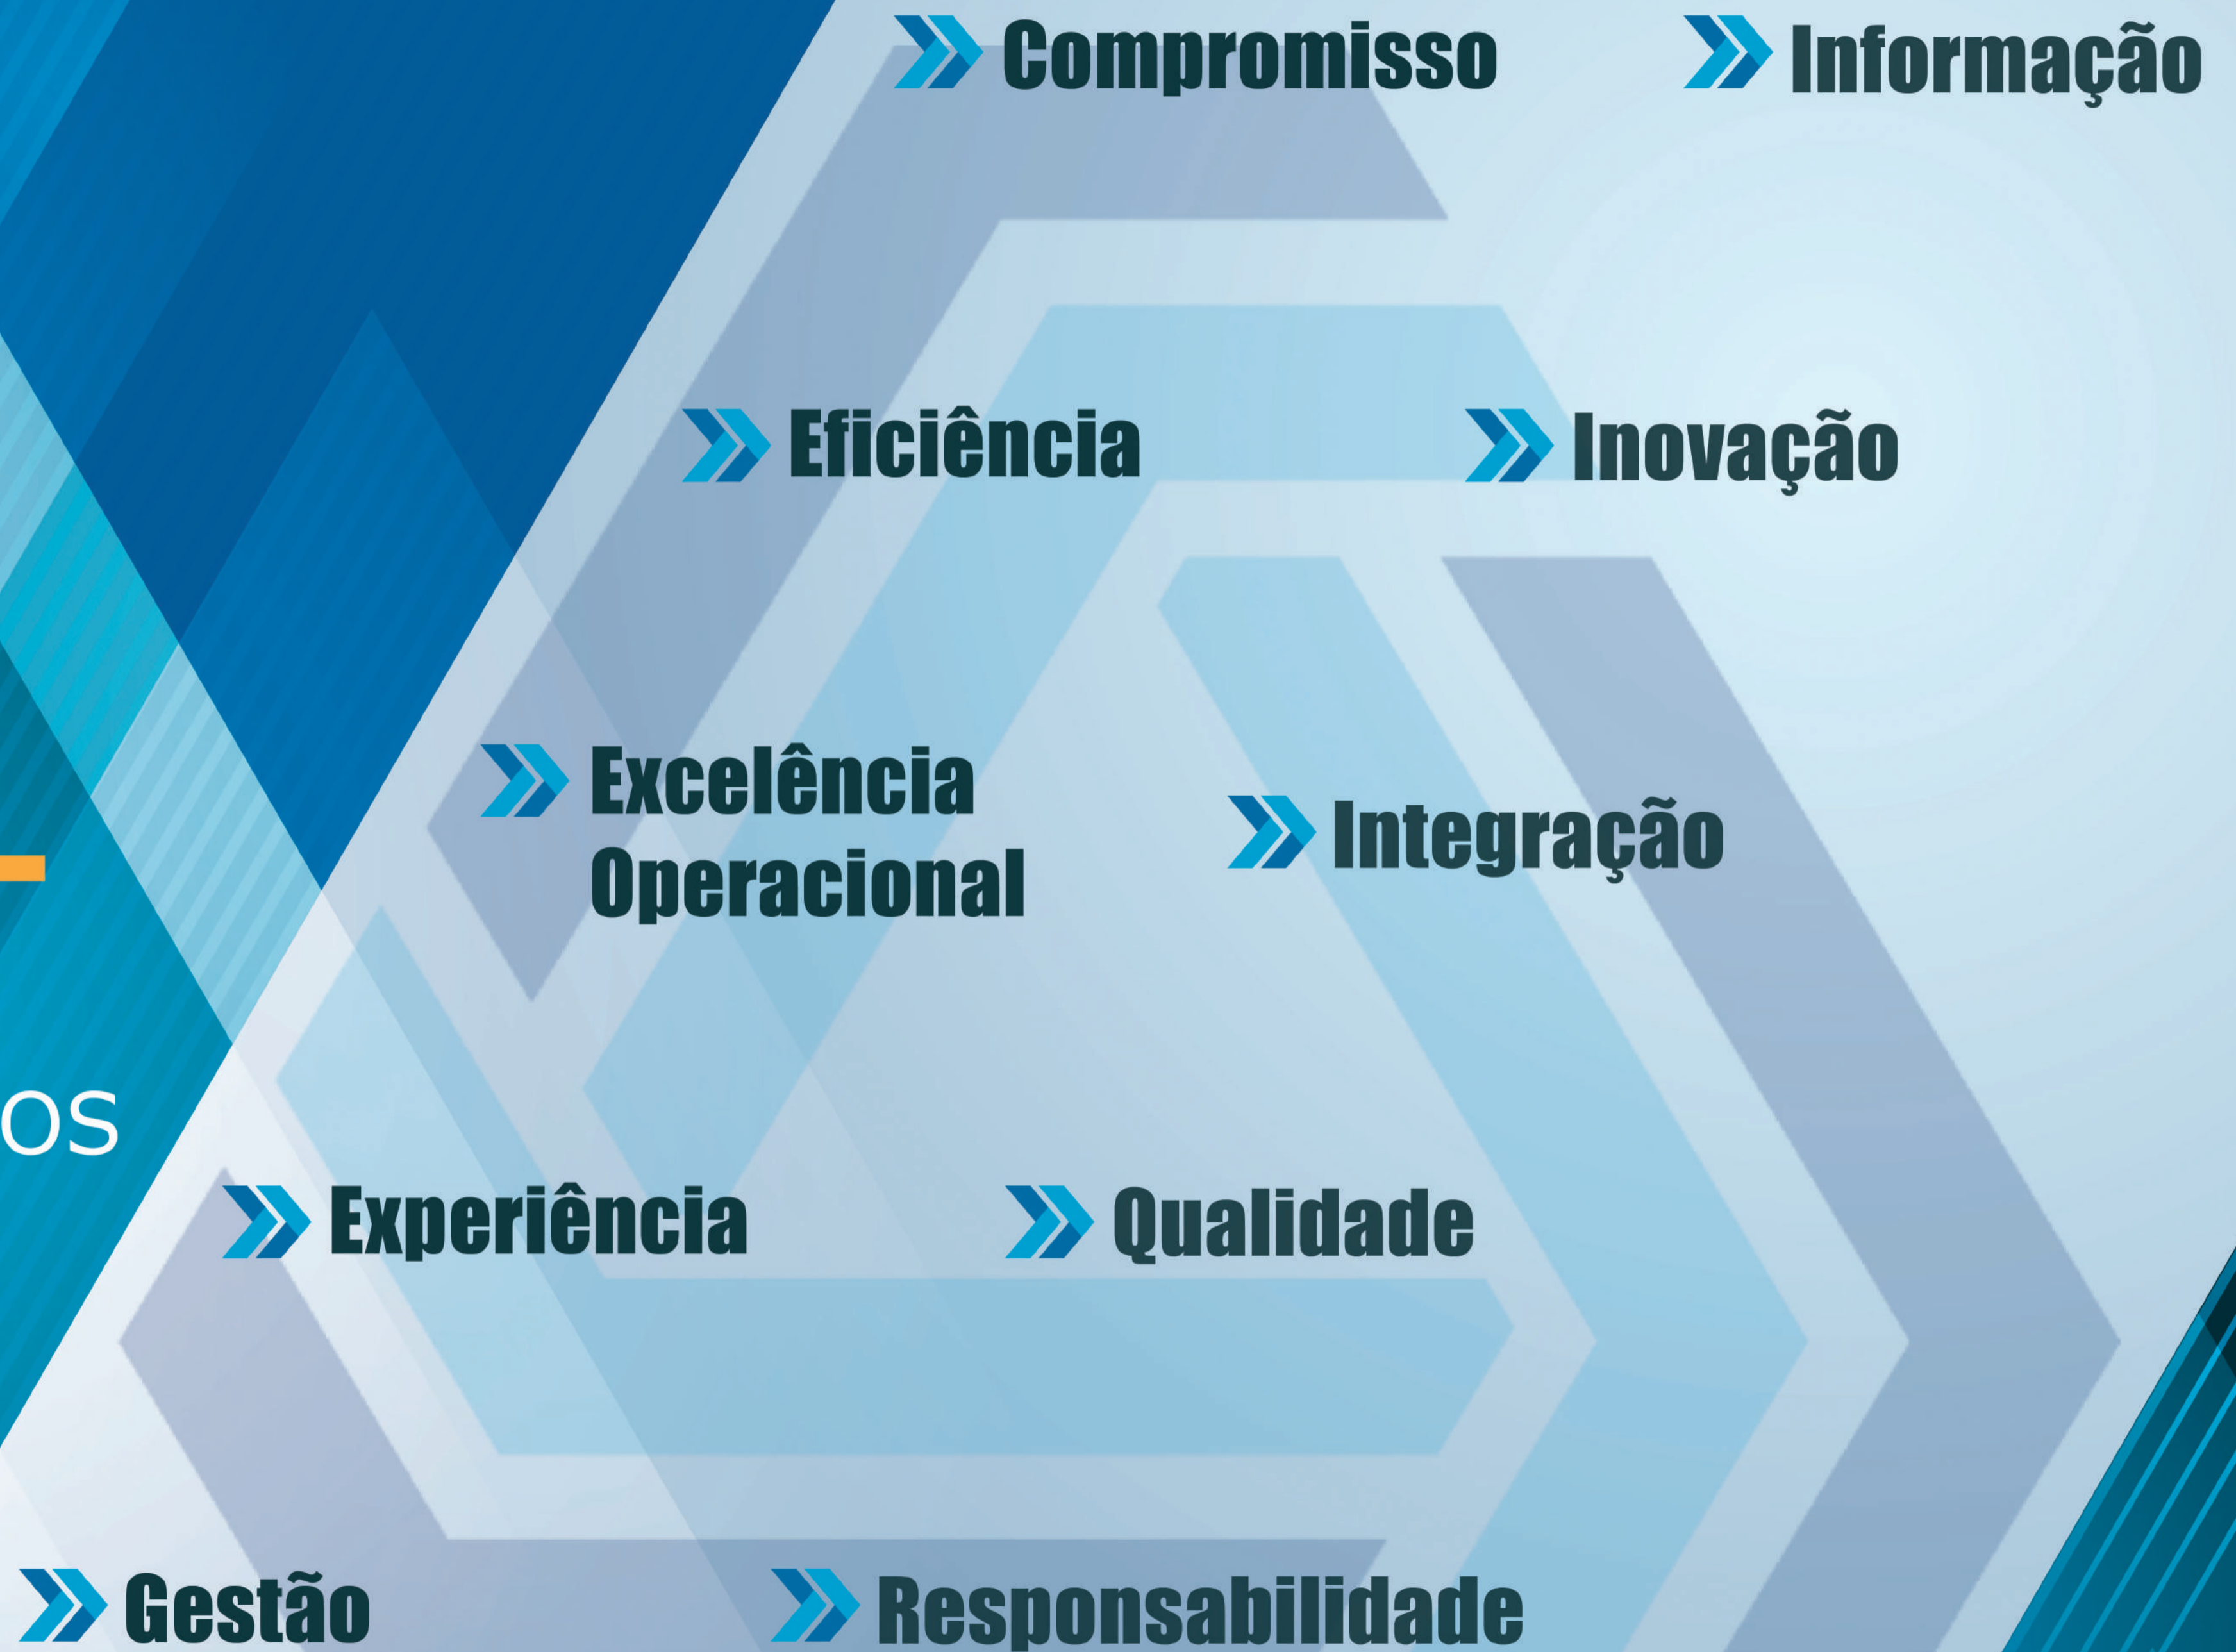 Compromisso
Informação
Eficiência
Inovação
Excelência
Operacional
Integração
os
Experiência
Qualidade
Gestão
Responsabilidade